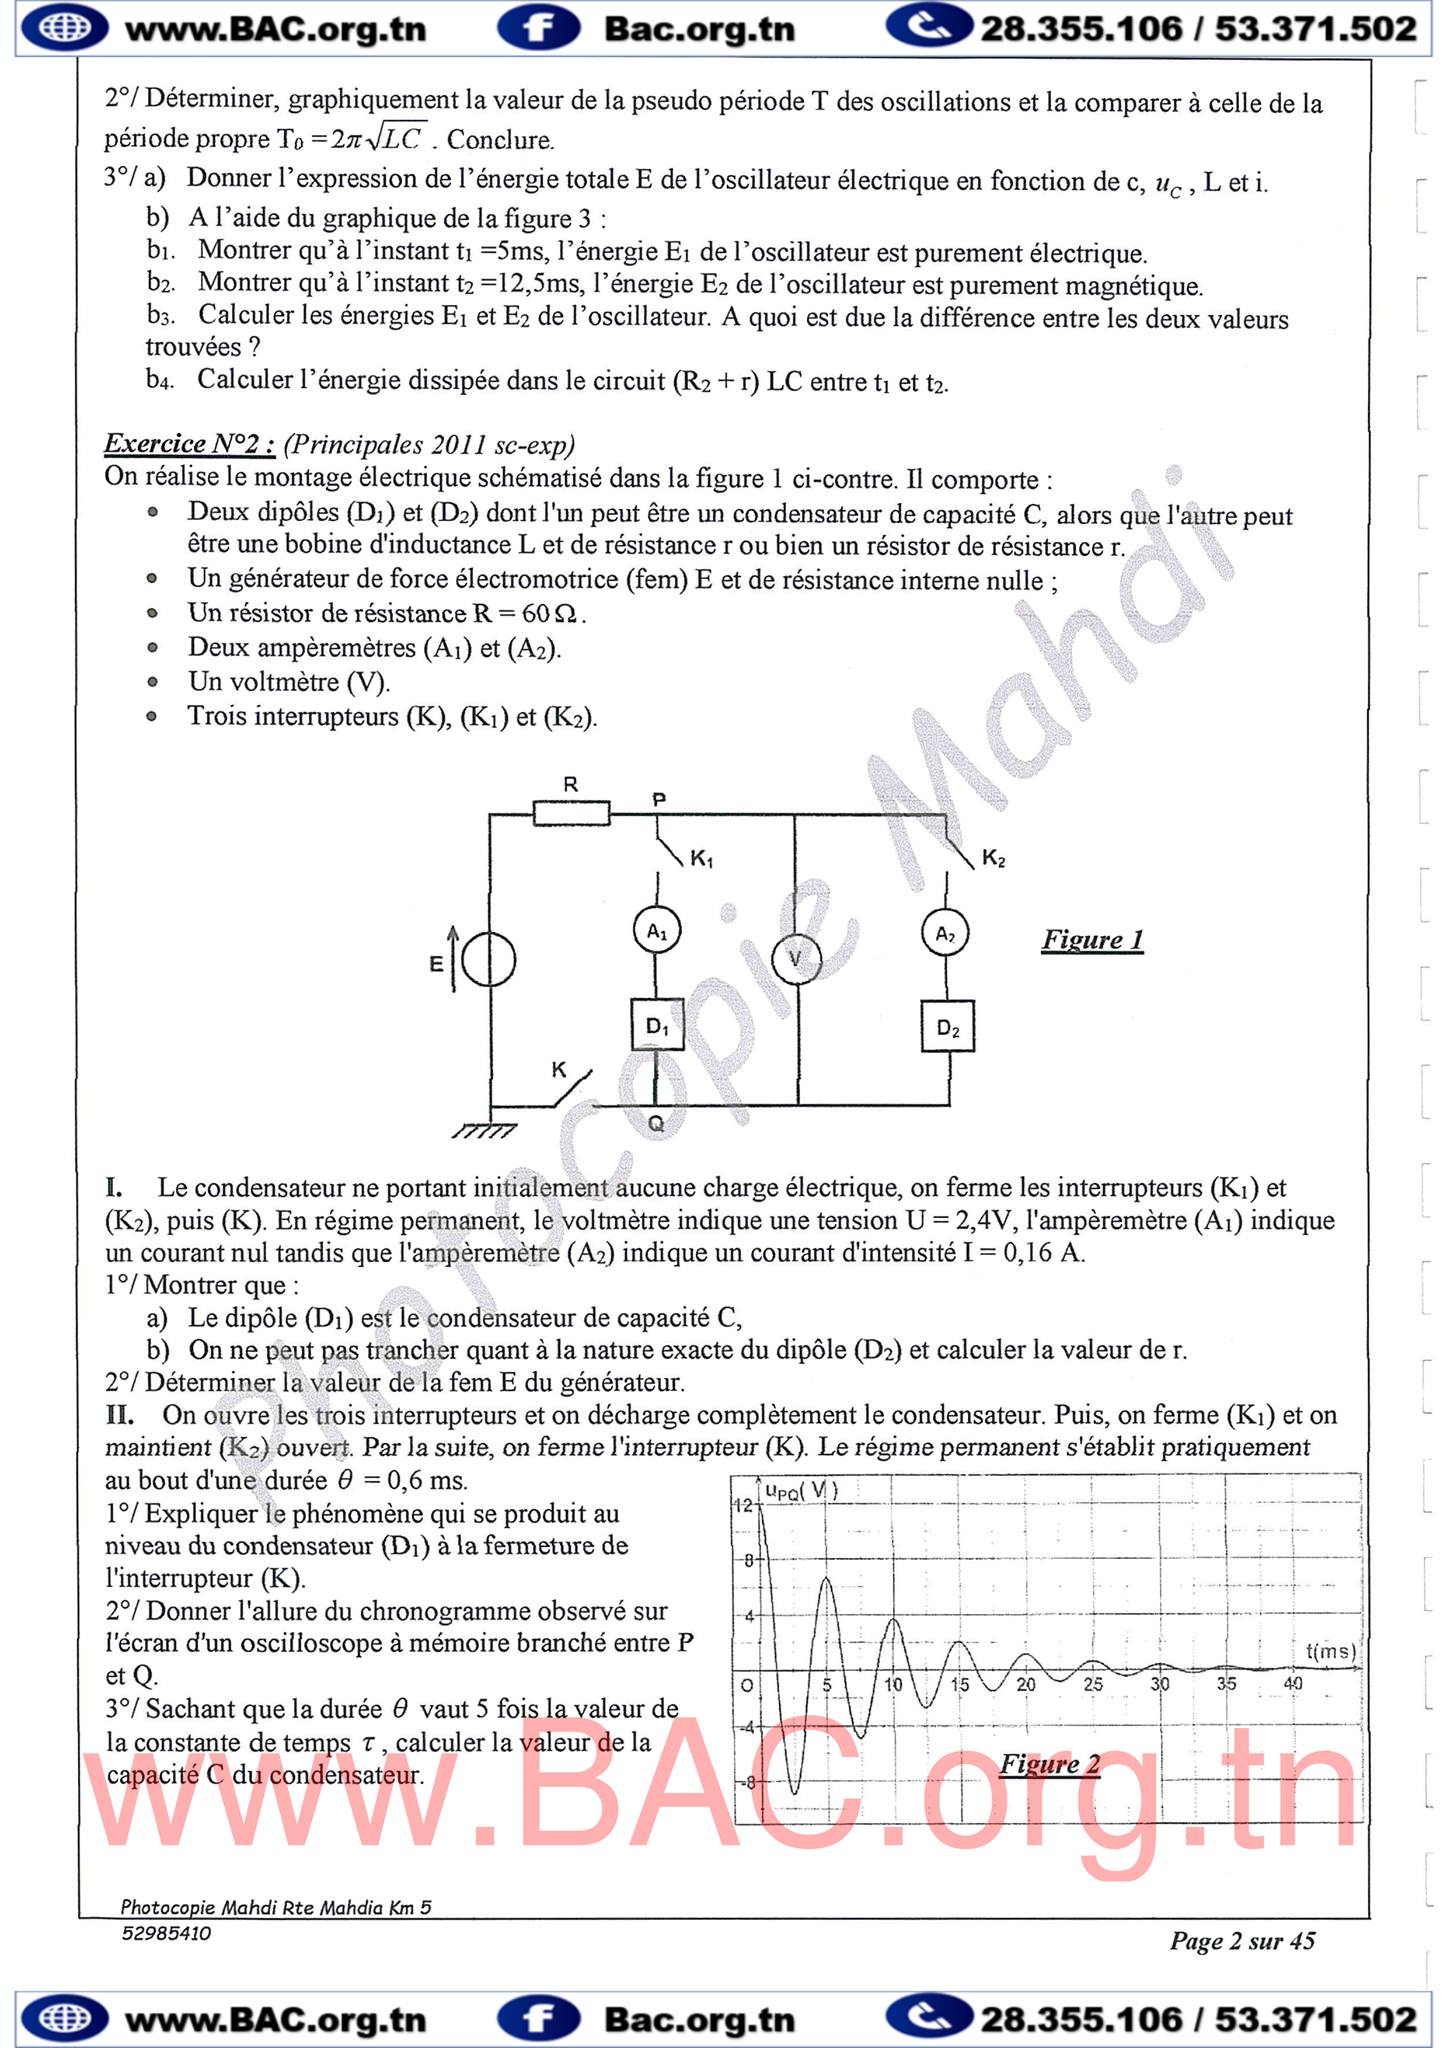 www.BAC.org.tn Bac.org.tn 28.355.106 / 53.371.502
2°/ Déterminer, graphiquement la valeur de la pseudo période T des oscillations et la comparer à celle de la
période propre T₀ = 2π√LC . Conclure.
3°/ a) Donner l'expression de l'énergie totale E de l'oscillateur électrique en fonction de c, u_C , L et i.
b) A l'aide du graphique de la figure 3 :
b₁. Montrer qu'à l'instant t₁ =5ms, l'énergie E₁ de l'oscillateur est purement électrique.
b₂. Montrer qu'à l'instant t₂ =12,5ms, l'énergie E₂ de l'oscillateur est purement magnétique.
b₃. Calculer les énergies E₁ et E₂ de l'oscillateur. A quoi est due la différence entre les deux valeurs
trouvées ?
b₄. Calculer l'énergie dissipée dans le circuit (R₂ + r) LC entre t₁ et t₂.
Exercice N°2 : (Principales 2011 sc-exp)
On réalise le montage électrique schématisé dans la figure 1 ci-contre. Il comporte :
• Deux dipôles (D₁) et (D₂) dont l'un peut être un condensateur de capacité C, alors que l'autre peut
être une bobine d'inductance L et de résistance r ou bien un résistor de résistance r.
• Un générateur de force électromotrice (fem) E et de résistance interne nulle ;
• Un résistor de résistance R = 60 Ω .
• Deux ampèremètres (A₁) et (A₂).
• Un voltmètre (V).
• Trois interrupteurs (K), (K₁) et (K₂).
R
P
K₁
K₂
A₁
A₂
V
E
D₁
D₂
K
Q
Figure 1
I. Le condensateur ne portant initialement aucune charge électrique, on ferme les interrupteurs (K₁) et
(K₂), puis (K). En régime permanent, le voltmètre indique une tension U = 2,4V, l'ampèremètre (A₁) indique
un courant nul tandis que l'ampèremètre (A₂) indique un courant d'intensité I = 0,16 A.
1°/ Montrer que :
a) Le dipôle (D₁) est le condensateur de capacité C,
b) On ne peut pas trancher quant à la nature exacte du dipôle (D₂) et calculer la valeur de r.
2°/ Déterminer la valeur de la fem E du générateur.
II. On ouvre les trois interrupteurs et on décharge complètement le condensateur. Puis, on ferme (K₁) et on
maintient (K₂) ouvert. Par la suite, on ferme l'interrupteur (K). Le régime permanent s'établit pratiquement
au bout d'une durée θ = 0,6 ms.
1°/ Expliquer le phénomène qui se produit au
niveau du condensateur (D₁) à la fermeture de
l'interrupteur (K).
2°/ Donner l'allure du chronogramme observé sur
l'écran d'un oscilloscope à mémoire branché entre P
et Q.
3°/ Sachant que la durée θ vaut 5 fois la valeur de
la constante de temps τ , calculer la valeur de la
capacité C du condensateur.
u_PQ( V )
12
8
4
t(ms)
O 5 10 15 20 25 30 35 40
-4
-8
Figure 2
Photocopie Mahdi
www.BAC.org.tn
Photocopie Mahdi Rte Mahdia Km 5
52985410
Page 2 sur 45
www.BAC.org.tn Bac.org.tn 28.355.106 / 53.371.502